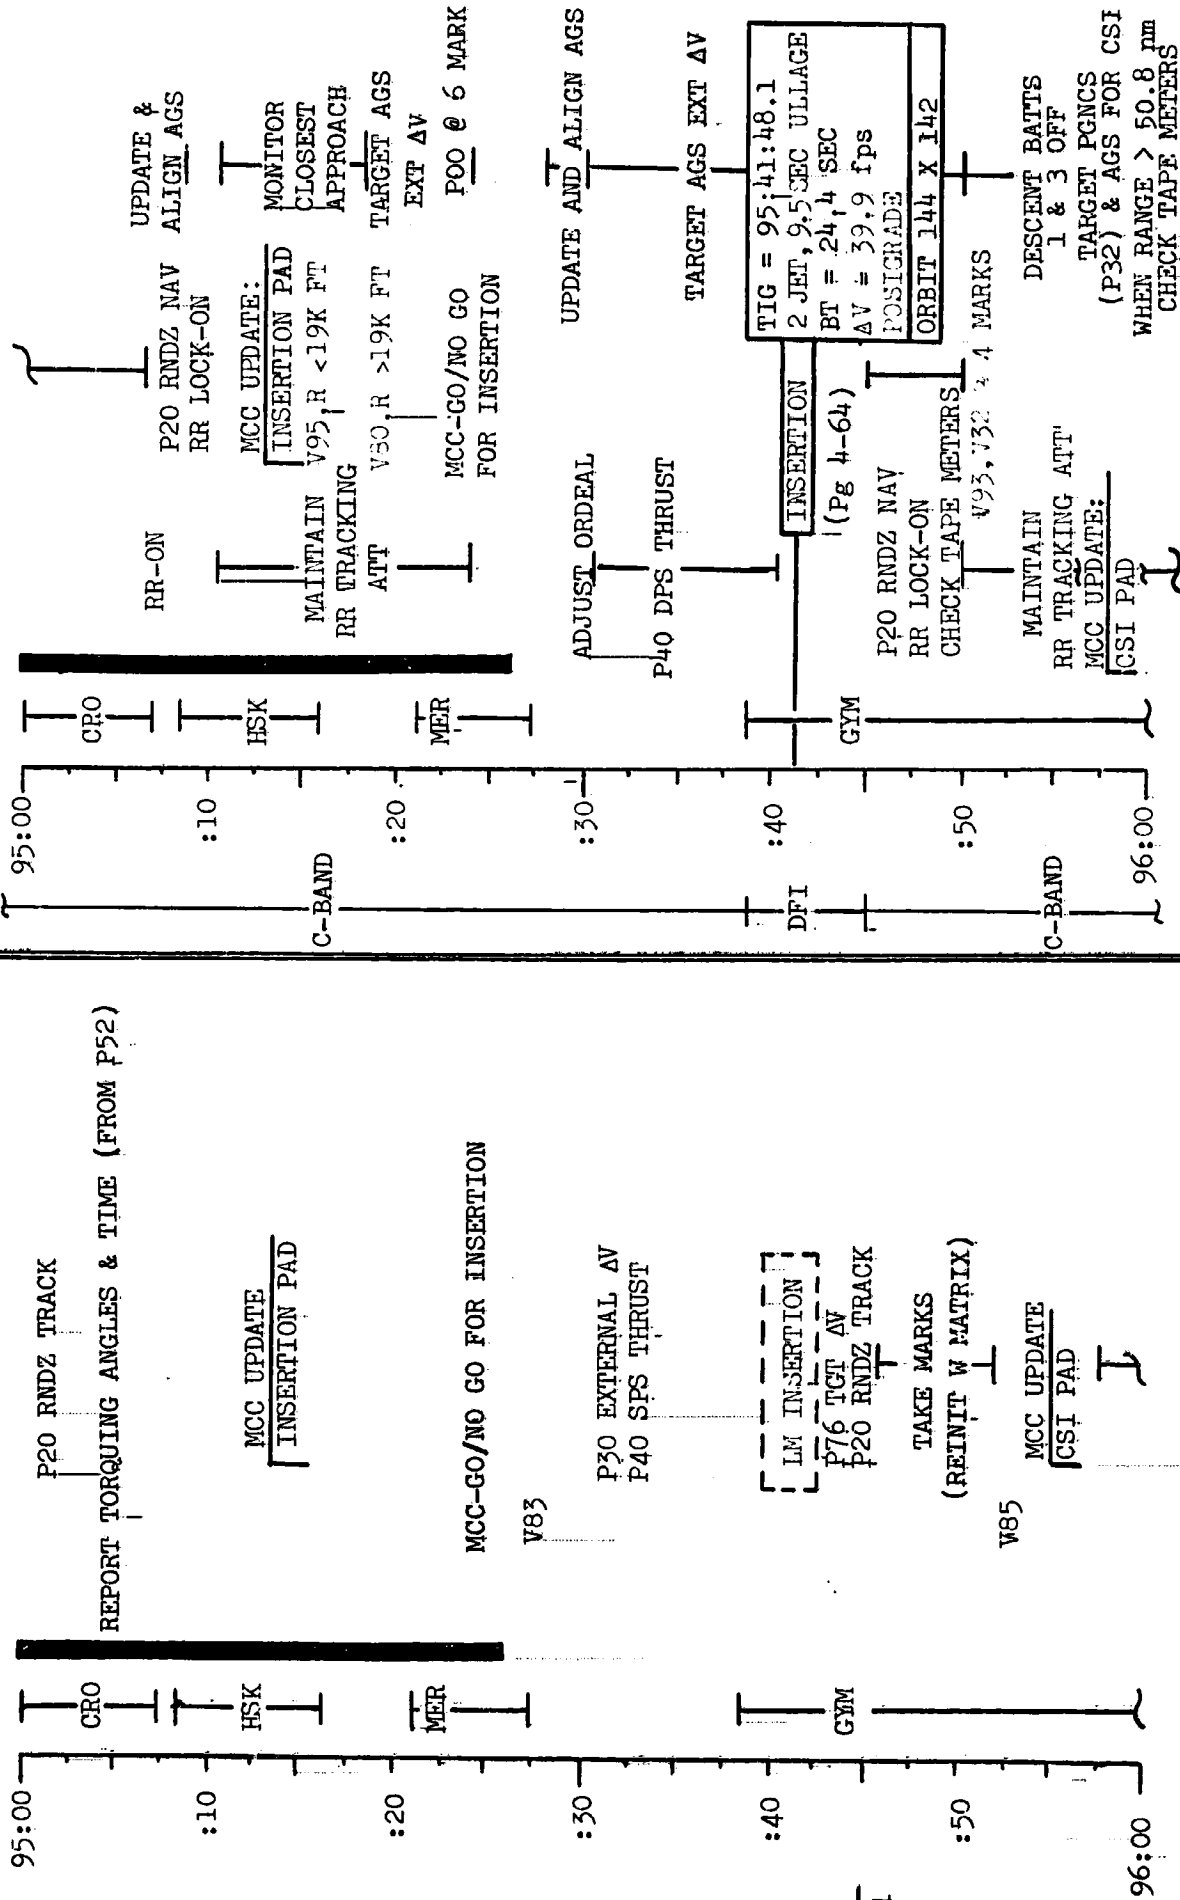 95:00
:10
:20
:30
:40
:50
96:00
CRO
HSK
MER
GYM
P20 RNDZ TRACK
REPORT TORQUING ANGLES & TIME (FROM P52)
MCC UPDATE
INSERTION PAD
MCC-GO/NO GO FOR INSERTION
V83
P30 EXTERNAL ΔV
P40 SPS THRUST
LM INSERTION
P76 TGT ΔV
P20 RNDZ TRACK
TAKE MARKS
(REINIT W MATRIX)
V85
MCC UPDATE
CSI PAD
C-BAND
DFI
C-BAND
95:00
:10
:20
:30
:40
:50
96:00
CRO
HSK
MER
GYM
RR-ON
P20 RNDZ NAV
RR LOCK-ON
UPDATE &
ALIGN AGS
MCC UPDATE:
INSERTION PAD
V95,R <19K FT
MAINTAIN
RR TRACKING
ATT
MONITOR
CLOSEST
APPROACH
V80,R >19K FT
TARGET AGS
EXT ΔV
MCC-GO/NO GO
FOR INSERTION
POO @ 6 MARK
ADJUST ORDEAL
UPDATE AND ALIGN AGS
P40 DPS THRUST
TARGET AGS EXT ΔV
INSERTION
(Pg 4-64)
TIG = 95:41:48.1
2 JET, 9.5 SEC ULLAGE
BT = 24.4 SEC
ΔV = 39.9 fps
POSIGRADE
ORBIT 144 X 142
P20 RNDZ NAV
RR LOCK-ON
CHECK TAPE METERS
V93,V32 4 MARKS
MAINTAIN
RR TRACKING ATT
MCC UPDATE:
CSI PAD
DESCENT BATTS
1 & 3 OFF
TARGET PGNCS
(P32) & AGS FOR CSI
WHEN RANGE > 50.8 nm
CHECK TAPE METERS